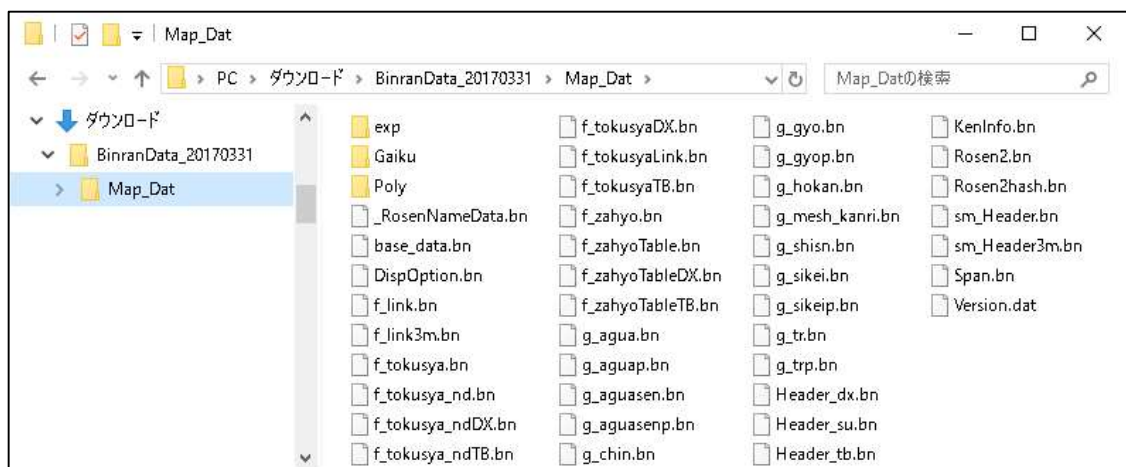 Map_Dat
PC > ダウンロード > BinranData_20170331 > Map_Dat >
Map_Datの検索
ダウンロード
BinranData_20170331
Map_Dat
exp
Gaiku
Poly
_RosenNameData.bn
base_data.bn
DispOption.bn
f_link.bn
f_link3m.bn
f_tokusya.bn
f_tokusya_nd.bn
f_tokusya_ndDX.bn
f_tokusya_ndTB.bn
f_tokusyaDX.bn
f_tokusyaLink.bn
f_tokusyaTB.bn
f_zahyo.bn
f_zahyoTable.bn
f_zahyoTableDX.bn
f_zahyoTableTB.bn
g_agua.bn
g_aguap.bn
g_aguasen.bn
g_aguasenp.bn
g_chin.bn
g_gyo.bn
g_gyop.bn
g_hokan.bn
g_mesh_kanri.bn
g_shisn.bn
g_sikei.bn
g_sikeip.bn
g_tr.bn
g_trp.bn
Header_dx.bn
Header_su.bn
Header_tb.bn
KenInfo.bn
Rosen2.bn
Rosen2hash.bn
sm_Header.bn
sm_Header3m.bn
Span.bn
Version.dat